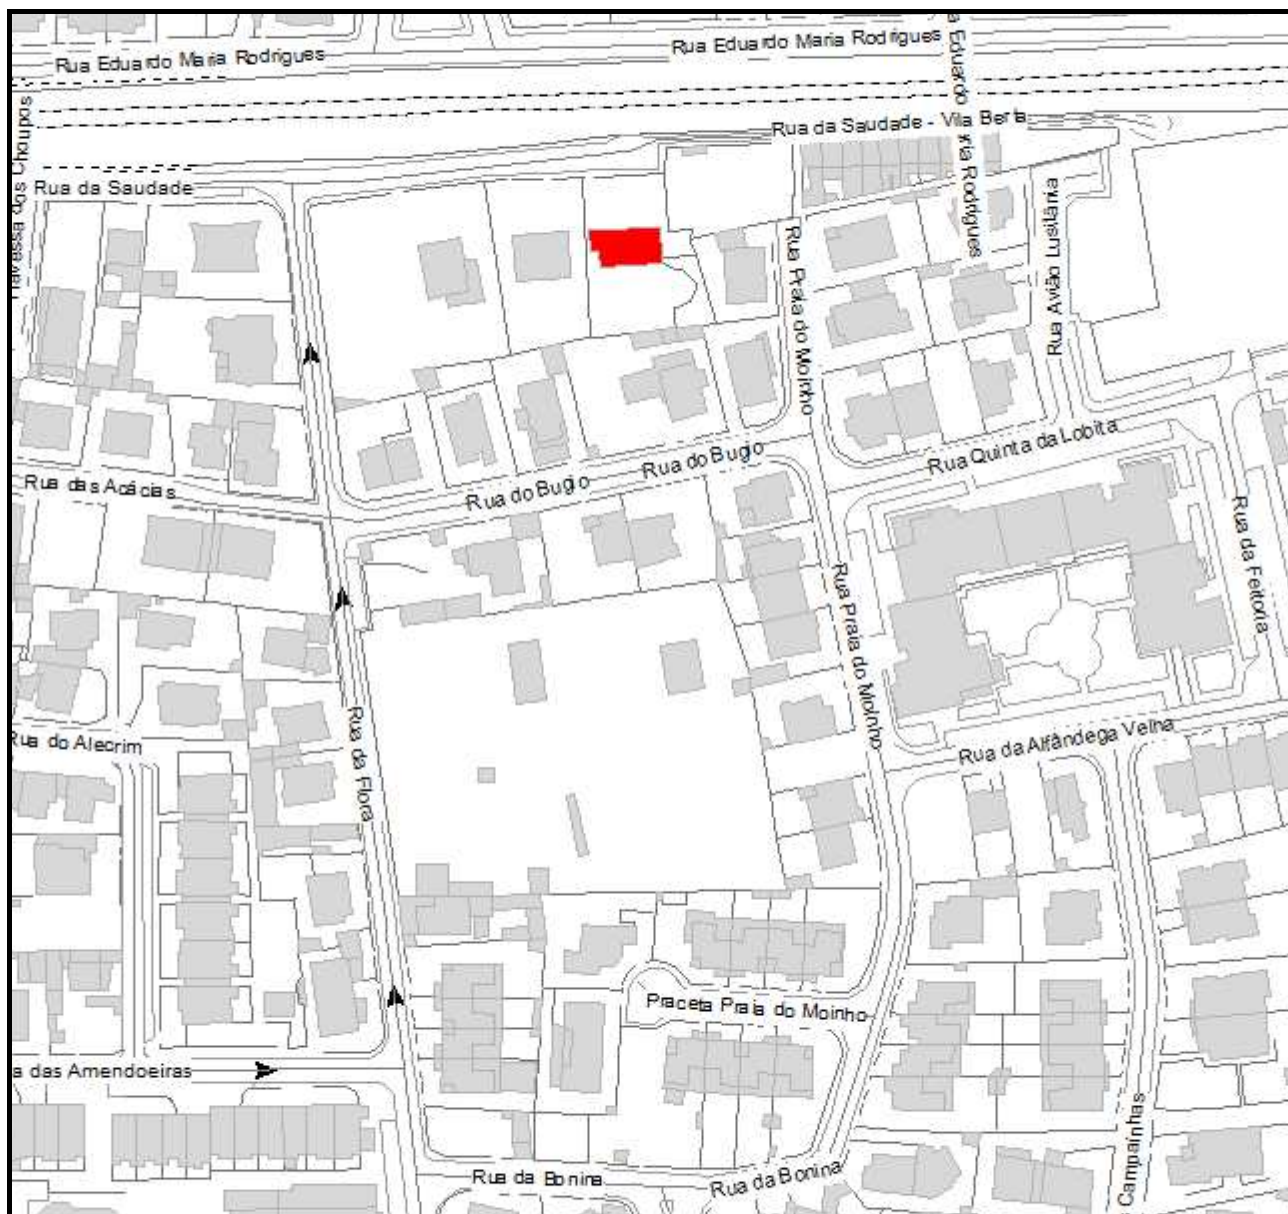 Rua Eduardo Maria Rodrigues
Rua Eduardo Maria Rodrigues
a Eduardo
ria Rodrigues
Rua da Saudade - Vila Berta
Travessa dos Choupos
Rua da Saudade
Rua Praia do Moinho
Rua Avião Lusitânia
Rua do Bugio
Rua do Bugio
Rua Quinta da Lobita
Rua das Acácias
Rua da Feitoria
Rua Praia do Moinho
Rua do Alecrim
Rua da Flora
Rua da Alfândega Velha
Praceta Praia do Moinho
a das Amendoeiras
Campainhas
Rua da Bonina
Rua da Bonina